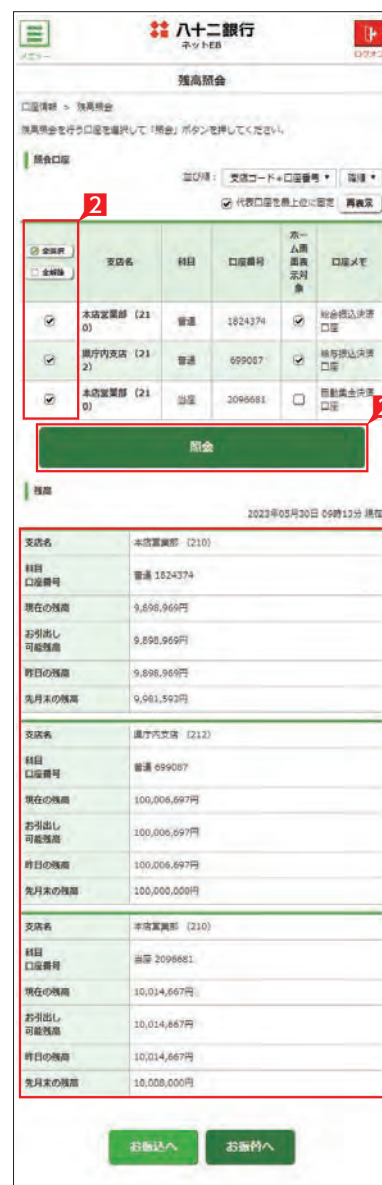 八十二銀行
ネットEB
メニュー
ログオフ
残高照会
口座情報 > 残高照会
残高照会を行う口座を選択して「照会」ボタンを押してください。
照会口座
並び順： 支店コード+口座番号 昇順
代表口座を最上位に固定 再表示
2
全選択
全解除
支店名 科目 口座番号 ホーム画面表示対象 口座メモ
本店営業部 （210） 普通 1824374 総合振込決済口座
県庁内支店 （212） 普通 699087 給与振込決済口座
本店営業部 （210） 当座 2096681 自動集金決済口座
照会
残高
2023年05月30日 09時13分 現在
支店名 本店営業部 （210）
科目
口座番号 普通 1824374
現在の残高 9,898,969円
お引出し
可能残高 9,898,969円
昨日の残高 9,898,969円
先月末の残高 9,981,593円
支店名 県庁内支店 （212）
科目
口座番号 普通 699087
現在の残高 100,006,697円
お引出し
可能残高 100,006,697円
昨日の残高 100,006,697円
先月末の残高 100,000,000円
支店名 本店営業部 （210）
科目
口座番号 当座 2096681
現在の残高 10,014,667円
お引出し
可能残高 10,014,667円
昨日の残高 10,014,667円
先月末の残高 10,008,000円
お振込へ お振替へ